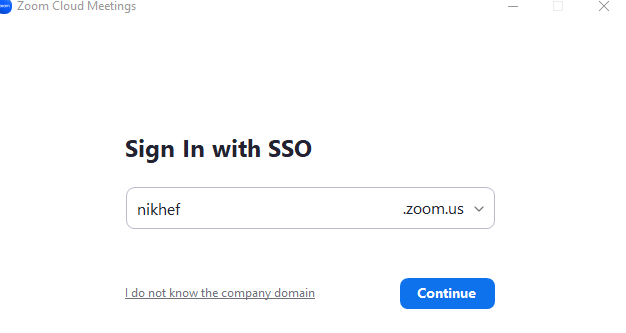 Zoom Cloud Meetings
Sign In with SSO
nikhef .zoom.us
I do not know the company domain Continue